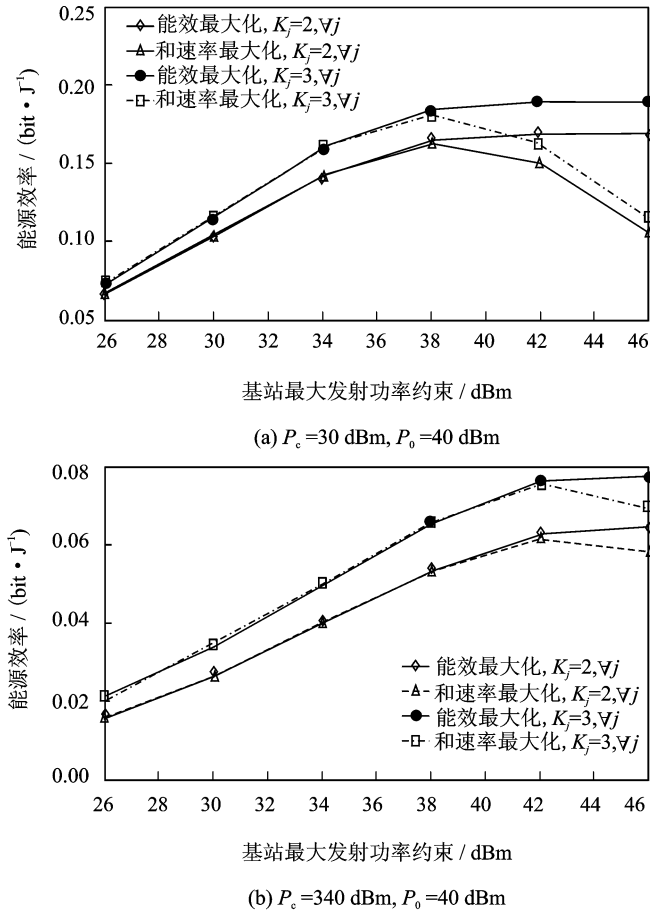 0.25
0.20
0.15
0.10
0.05
能源效率 / (bit·J⁻¹)
能效最大化, Kj=2,∀j
和速率最大化, Kj=2,∀j
能效最大化, Kj=3,∀j
和速率最大化, Kj=3,∀j
26 30 32 34 36 38 40 42 44 46
基站最大发射功率约束 / dBm
(a) Pc =30 dBm, P0 =40 dBm
0.08
0.06
0.04
0.02
0.00
能源效率 / (bit·J⁻¹)
能效最大化, Kj=2,∀j
和速率最大化, Kj=2,∀j
能效最大化, Kj=3,∀j
和速率最大化, Kj=3,∀j
26 30 32 34 36 38 40 42 44 46
基站最大发射功率约束 / dBm
(b) Pc =340 dBm, P0 =40 dBm